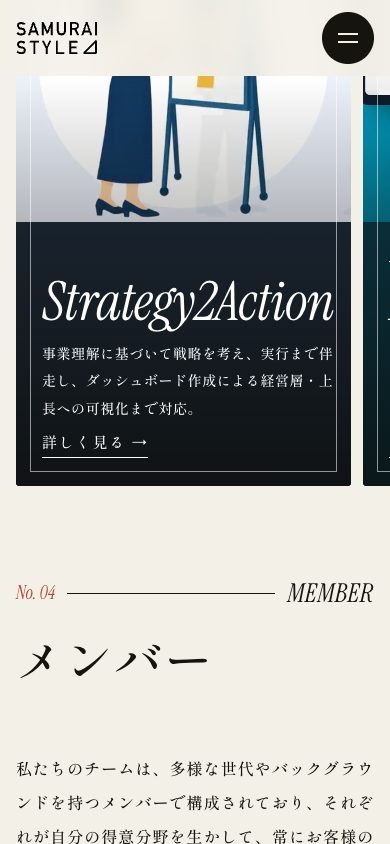 SAMURAI
STYLE
Strategy2Action
事業理解に基づいて戦略を考え、実行まで伴
走し、ダッシュボード作成による経営層・上
長への可視化まで対応。
詳しく見る →
No. 04
MEMBER
メンバー
私たちのチームは、多様な世代やバックグラウ
ンドを持つメンバーで構成されており、それぞ
れが自分の得意分野を生かして、常にお客様の